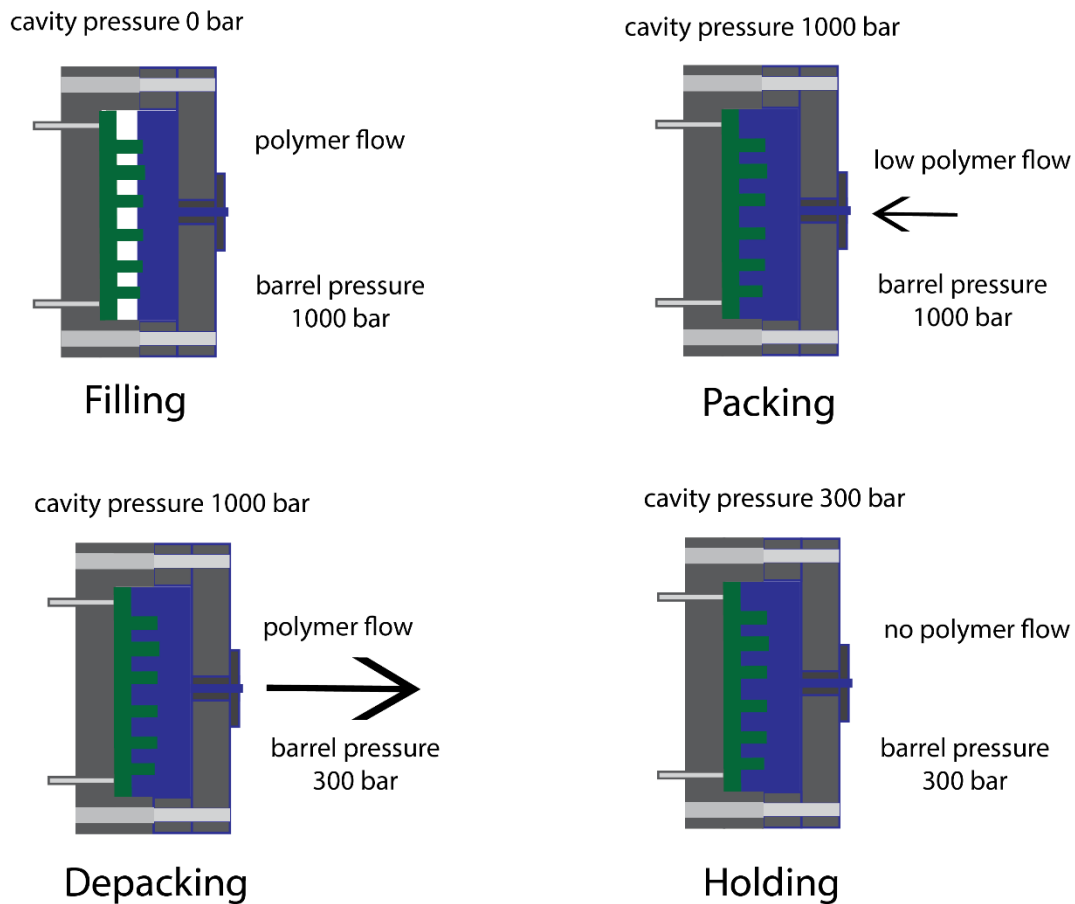 cavity pressure 0 bar
polymer flow
barrel pressure
1000 bar
Filling
cavity pressure 1000 bar
low polymer flow
barrel pressure
1000 bar
Packing
cavity pressure 1000 bar
polymer flow
barrel pressure
300 bar
Depacking
cavity pressure 300 bar
no polymer flow
barrel pressure
300 bar
Holding